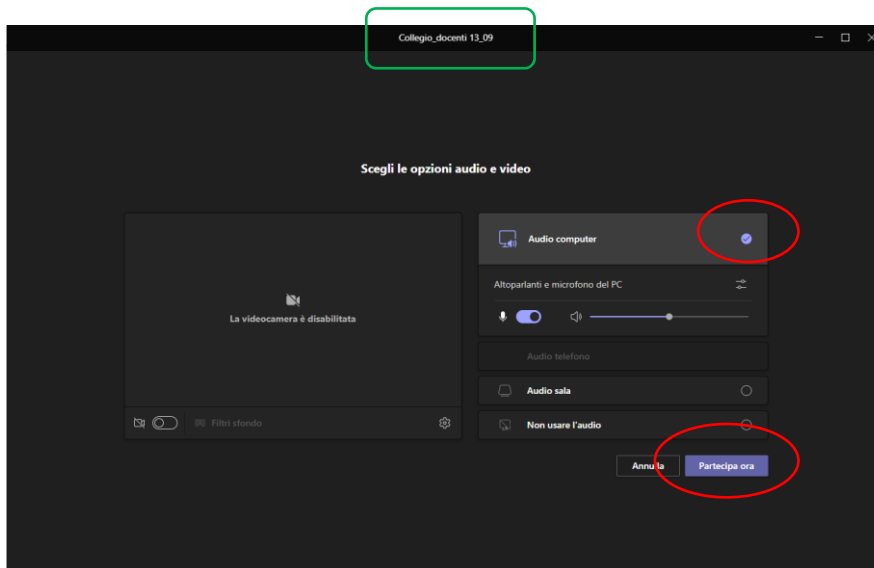 Collegio_docenti 13_09
Scegli le opzioni audio e video
Audio computer
Altoparlanti e microfono del PC
La videocamera è disabilitata
Audio telefono
Audio sala
Filtri sfondo
Non usare l'audio
Annulla
Partecipa ora